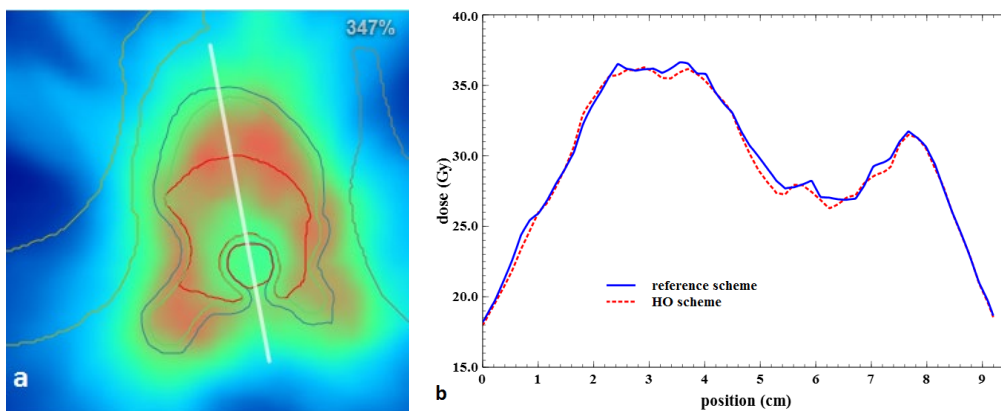 347%
a
40.0
35.0
30.0
25.0
20.0
15.0
dose (Gy)
reference scheme
HO scheme
0 1 2 3 4 5 6 7 8 9
position (cm)
b